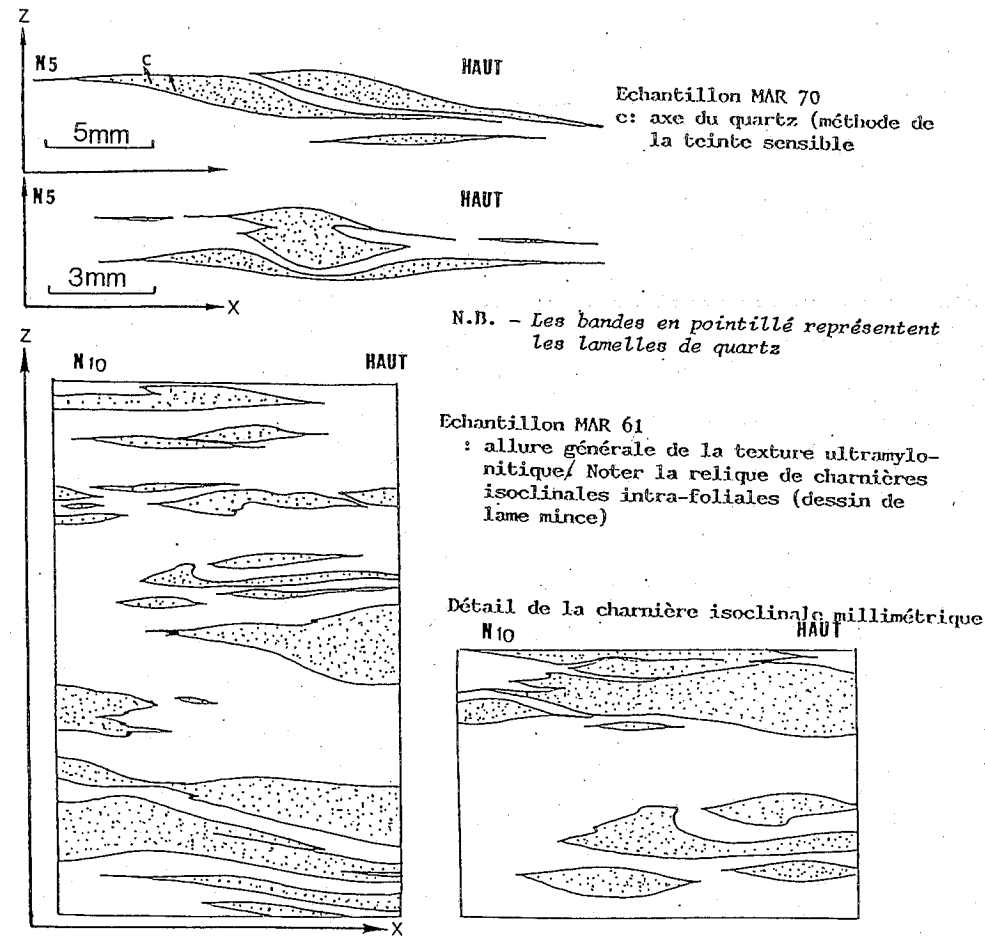 Z
N5
C
HAUT
5mm
Echantillon MAR 70
c: axe du quartz (méthode de
la teinte sensible
N5
HAUT
3mm
X
N.B. - Les bandes en pointillé représentent
les lamelles de quartz
Z
N10
HAUT
Echantillon MAR 61
: allure générale de la texture ultramylo-
nitique/ Noter la relique de charnières
isoclinales intra-foliales (dessin de
lame mince)
Détail de la charnière isoclinale millimétrique
N10
HAUT
X